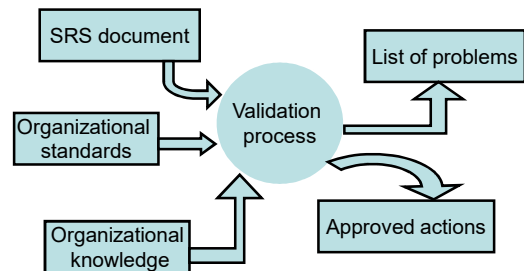 SRS document
List of problems
Validation
process
Organizational
standards
Approved actions
Organizational
knowledge